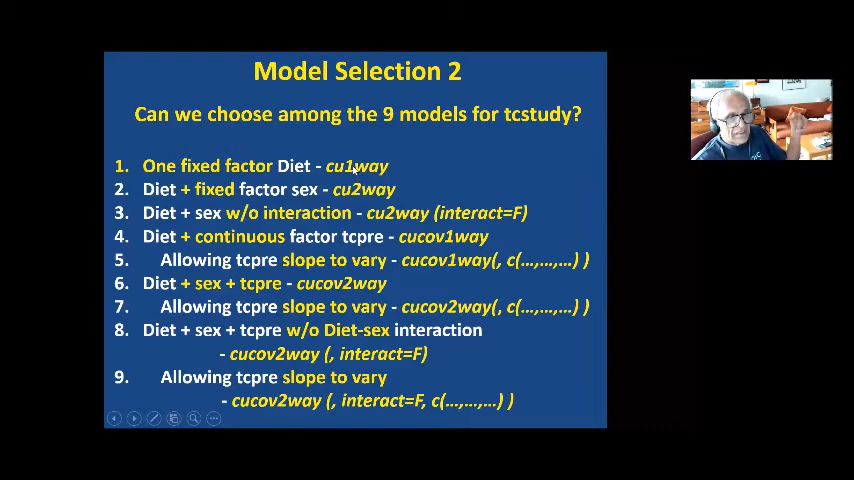 Model Selection 2
Can we choose among the 9 models for tcstudy?
1. One fixed factor Diet - cu1way
2. Diet + fixed factor sex - cu2way
3. Diet + sex w/o interaction - cu2way (interact=F)
4. Diet + continuous factor tcpre - cucov1way
5. Allowing tcpre slope to vary - cucov1way(, c(...,...,...) )
6. Diet + sex + tcpre - cucov2way
7. Allowing tcpre slope to vary - cucov2way(, c(...,...,...) )
8. Diet + sex + tcpre w/o Diet-sex interaction
- cucov2way (, interact=F)
9. Allowing tcpre slope to vary
- cucov2way (, interact=F, c(...,...,...) )